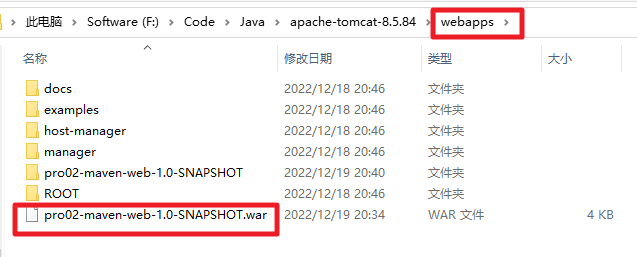 此电脑 > Software (F:) > Code > Java > apache-tomcat-8.5.84 > webapps >
名称 修改日期 类型 大小
docs 2022/12/18 20:46 文件夹
examples 2022/12/18 20:46 文件夹
host-manager 2022/12/18 20:46 文件夹
manager 2022/12/18 20:46 文件夹
pro02-maven-web-1.0-SNAPSHOT 2022/12/19 20:40 文件夹
ROOT 2022/12/18 20:46 文件夹
pro02-maven-web-1.0-SNAPSHOT.war 2022/12/19 20:34 WAR 文件 4 KB